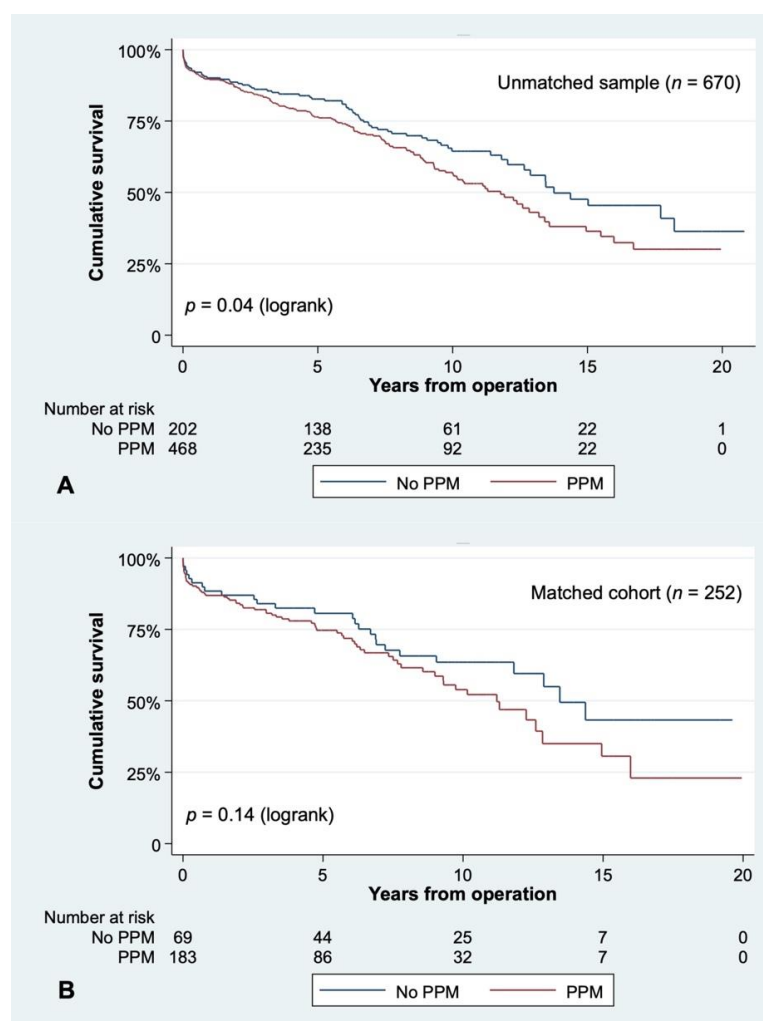 100%
75%
50%
25%
0
Cumulative survival
Unmatched sample (n = 670)
p = 0.04 (logrank)
0 5 10 15 20
Years from operation
Number at risk
No PPM 202 138 61 22 1
PPM 468 235 92 22 0
A
No PPM PPM
100%
75%
50%
25%
0
Cumulative survival
Matched cohort (n = 252)
p = 0.14 (logrank)
0 5 10 15 20
Years from operation
Number at risk
No PPM 69 44 25 7 0
PPM 183 86 32 7 0
B
No PPM PPM